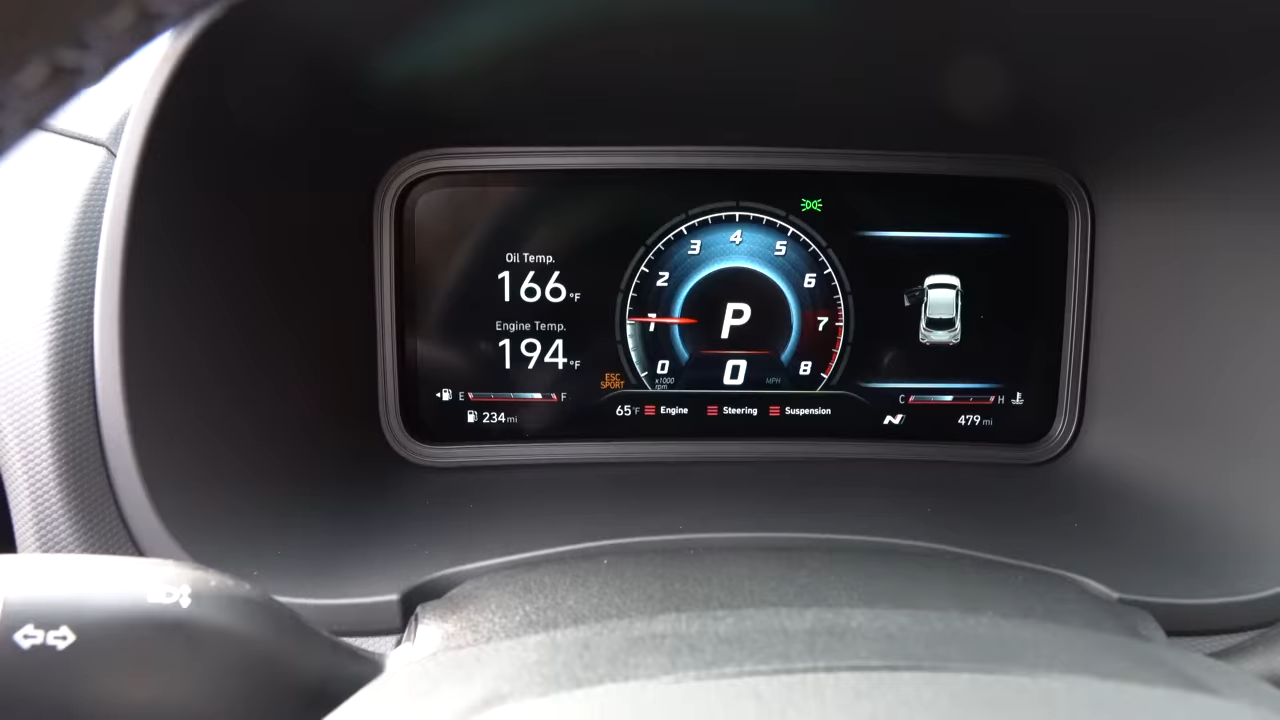 Oil Temp.
166°F
Engine Temp.
194°F
E F
234mi
ESC
SPORT
0 1 2 3 4 5 6 7 8
x1000
rpm
P
0 MPH
65°F Engine Steering Suspension
C H
N 479 mi